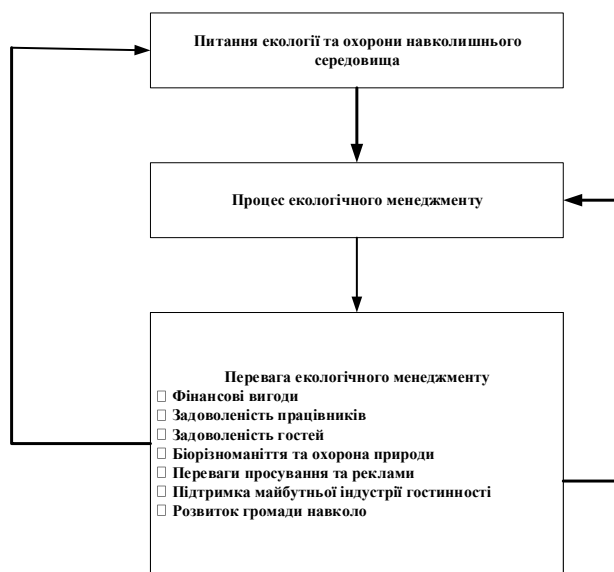 Питання екології та охорони навколишнього
середовища
Процес екологічного менеджменту
Перевага екологічного менеджменту
□ Фінансові вигоди
□ Задоволеність працівників
□ Задоволеність гостей
□ Біорізноманіття та охорона природи
□ Переваги просування та реклами
□ Підтримка майбутньої індустрії гостинності
□ Розвиток громади навколо